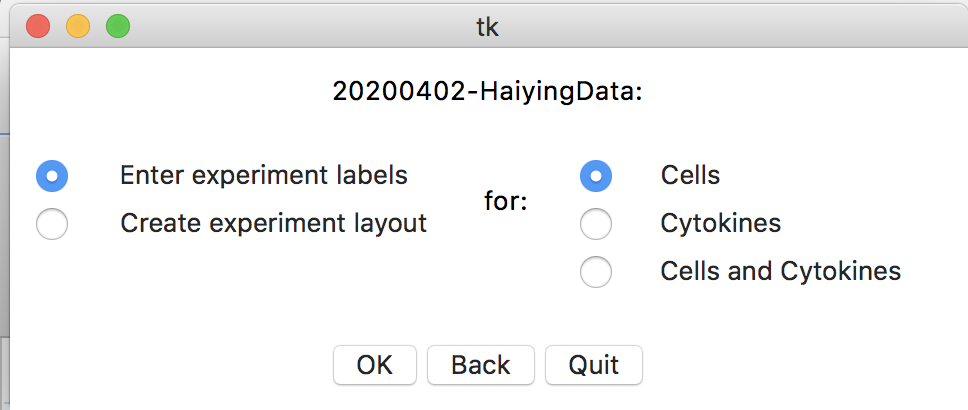 tk
20200402-HaiyingData:
Enter experiment labels
Create experiment layout
for:
Cells
Cytokines
Cells and Cytokines
OK Back Quit